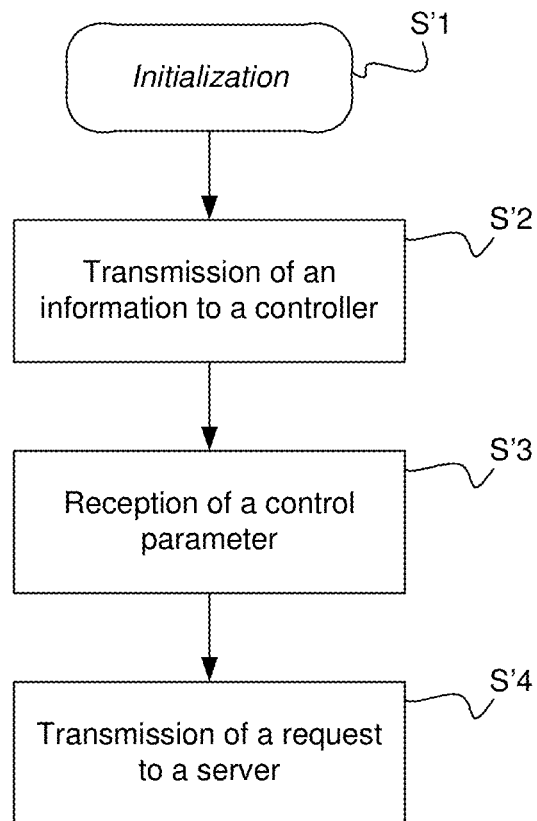 S'1
Initialization
S'2
Transmission of an
information to a controller
S'3
Reception of a control
parameter
S'4
Transmission of a request
to a server